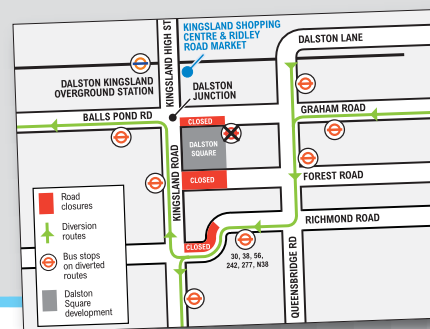 KINGSLAND HIGH ST
KINGSLAND SHOPPING
CENTRE & RIDLEY
ROAD MARKET
DALSTON LANE
DALSTON KINGSLAND
OVERGROUND STATION
DALSTON
JUNCTION
BALLS POND RD
GRAHAM ROAD
CLOSED
DALSTON
SQUARE
CLOSED
KINGSLAND ROAD
FOREST ROAD
RICHMOND ROAD
CLOSED
30, 38, 56,
242, 277, N38
QUEENSBRIDGE RD
Road
closures
Diversion
routes
Bus stops
on diverted
routes
Dalston
Square
development